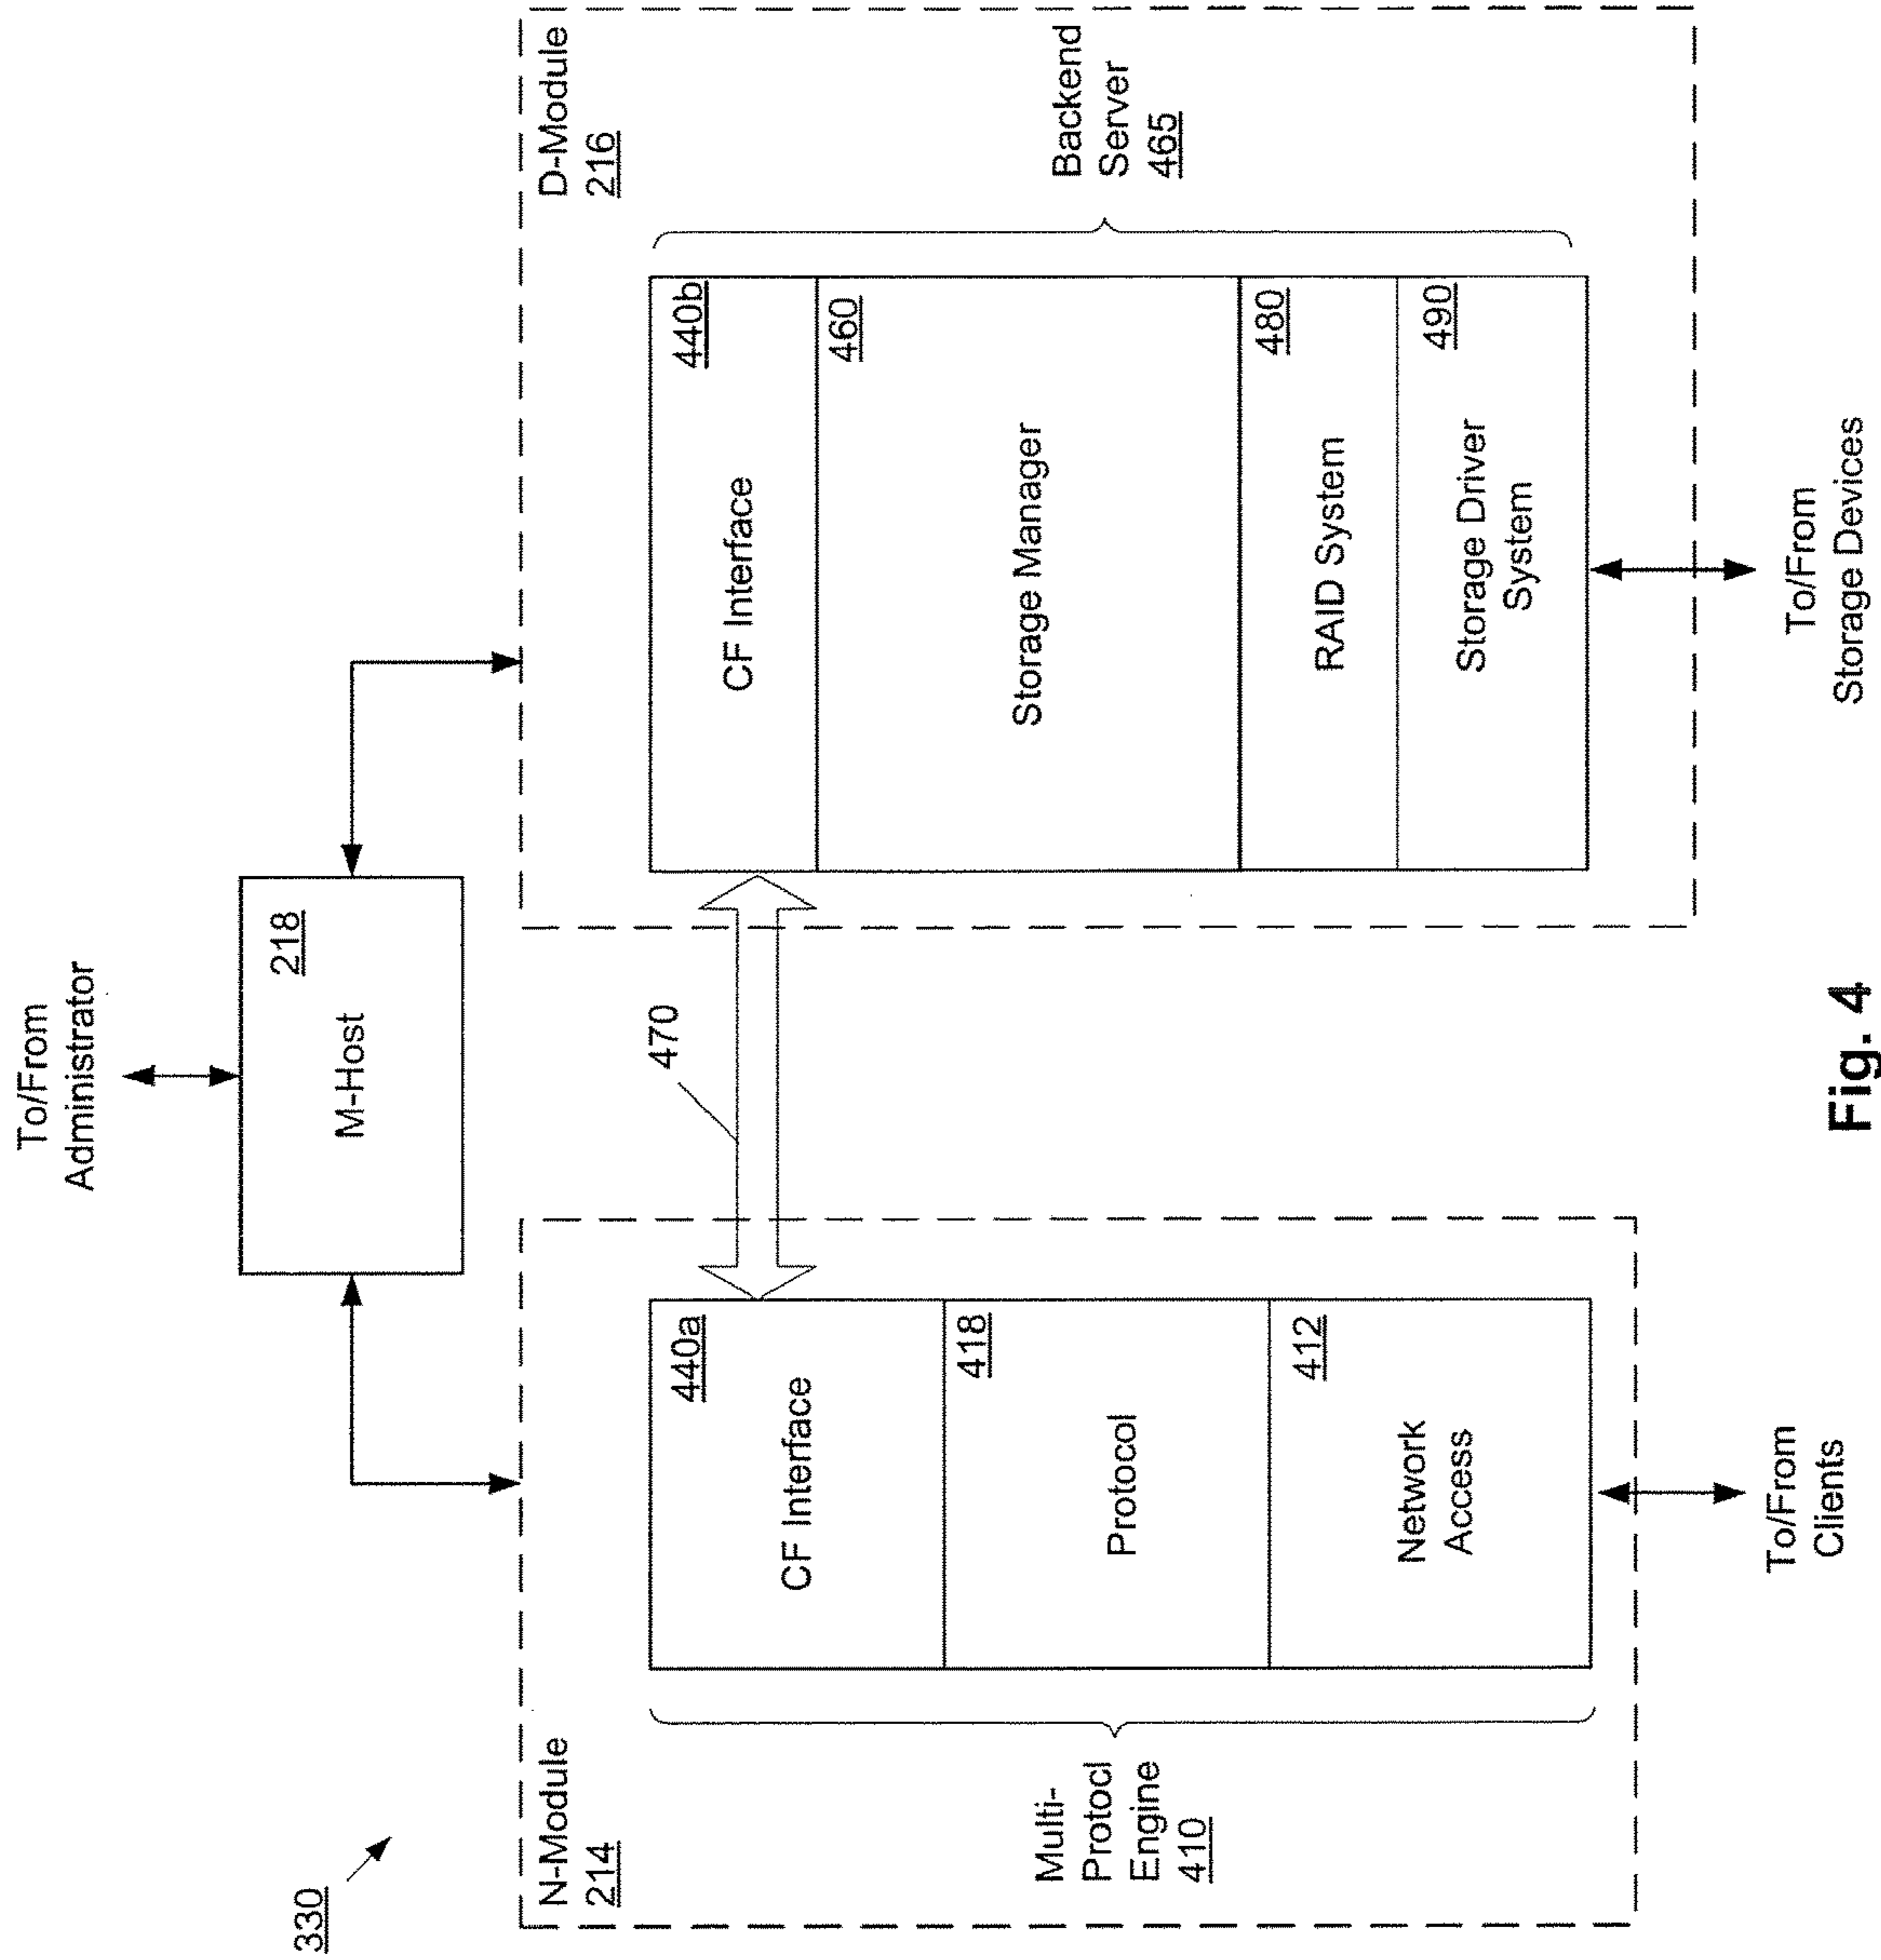 330
To/From
Administrator
218
M-Host
N-Module
214
Multi-
Protocl
Engine
410
440a
CF Interface
418
Protocol
412
Network
Access
To/From
Clients
470
D-Module
216
440b
CF Interface
460
Storage Manager
480
RAID System
490
Storage Driver
System
Backend
Server
465
To/From
Storage Devices
Fig. 4